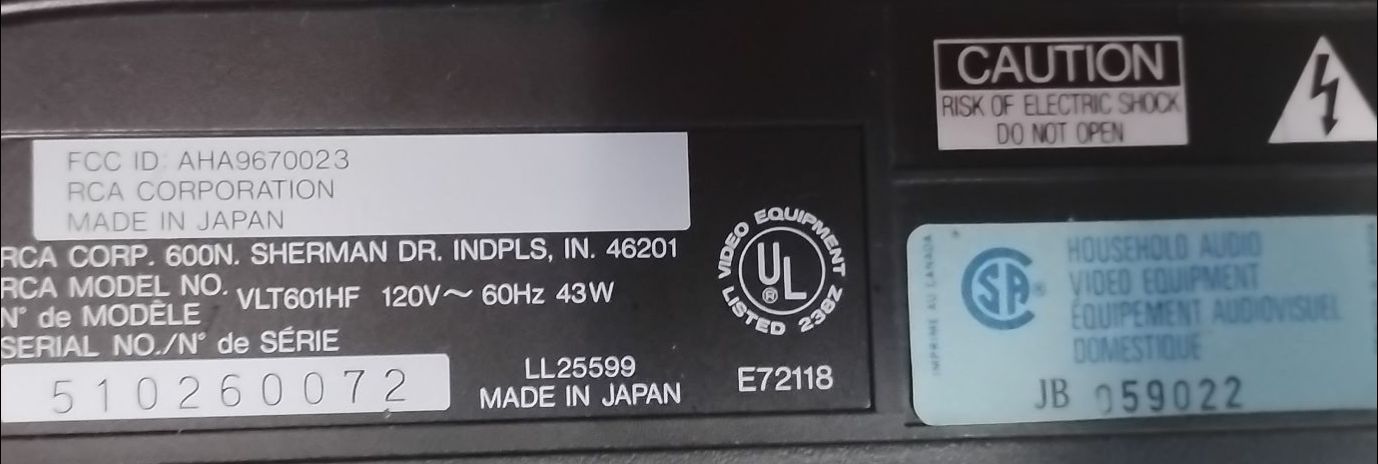 FCC ID: AHA9670023
RCA CORPORATION
MADE IN JAPAN
RCA CORP. 600N. SHERMAN DR. INDPLS, IN. 46201
RCA MODEL NO.
N° de MODÈLE
VLT601HF 120V～ 60Hz 43W
SERIAL NO./N° de SÉRIE
510260072
LL25599
MADE IN JAPAN
VIDEO EQUIPMENT
UL®
LISTED 238Z
E72118
CAUTION
RISK OF ELECTRIC SHOCK
DO NOT OPEN
IMPRIMÉ AU CANADA
SA®
HOUSEHOLD AUDIO
VIDEO EQUIPMENT
ÉQUIPEMENT AUDIOVISUEL
DOMESTIQUE
JB 059022